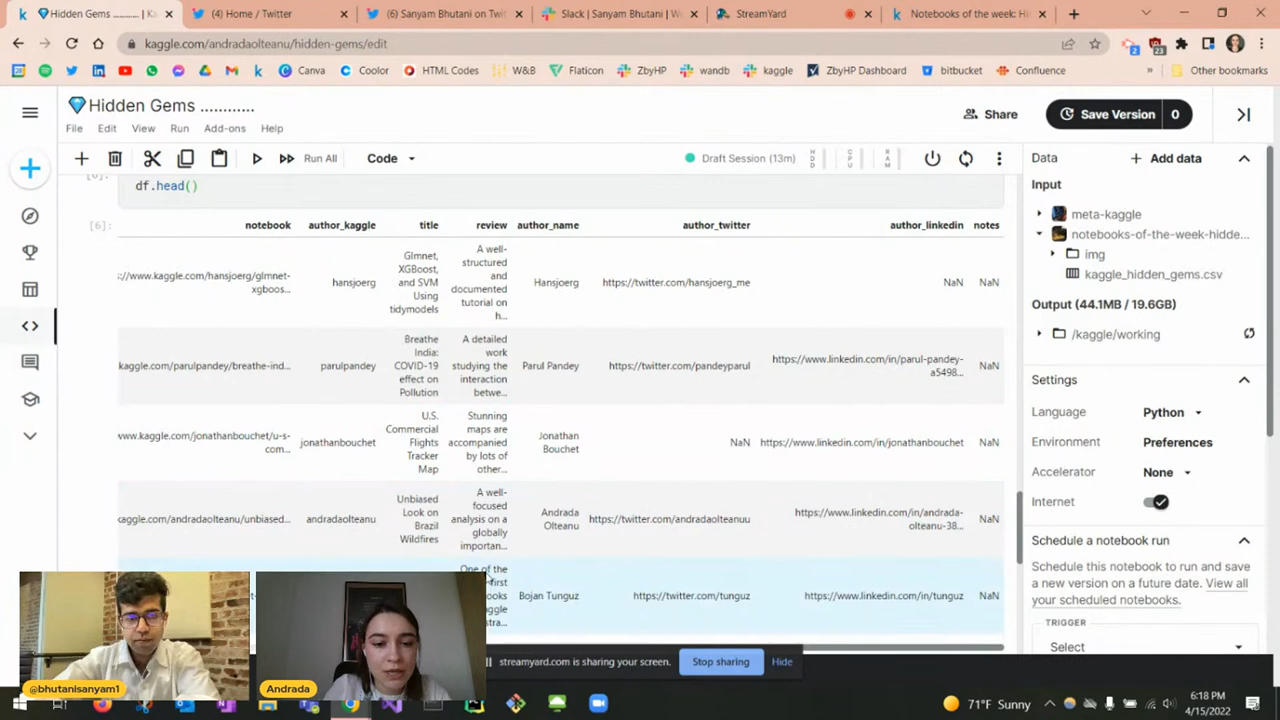 Hidden Gems ............ | Ka
(4) Home / Twitter
(6) Sanyam Bhutani on Twit
Slack | Sanyam Bhutani | W
StreamYard
Notebooks of the week: Hi
kaggle.com/andradaolteanu/hidden-gems/edit
Canva
Coolor
HTML Codes
W&B
Flaticon
ZbyHP
wandb
kaggle
ZbyHP Dashboard
bitbucket
Confluence
»
Other bookmarks
Hidden Gems ............
File Edit View Run Add-ons Help
Share
Save Version 0
Run All
Code
Draft Session (13m)
HDD
CPU
RAM
df.head()
[6]:
notebook author_kaggle title review author_name author_twitter author_linkedin notes
://www.kaggle.com/hansjoerg/glmnet-
xgboos...
hansjoerg
Glmnet,
XGBoost,
and SVM
Using
tidymodels
A well-
structured
and
documented
tutorial on
h...
Hansjoerg
https://twitter.com/hansjoerg_me
NaN
NaN
kaggle.com/parulpandey/breathe-ind...
parulpandey
Breathe
India:
COVID-19
effect on
Pollution
A detailed
work
studying the
interaction
betwe...
Parul Pandey
https://twitter.com/pandeyparul
https://www.linkedin.com/in/parul-pandey-
a5498...
NaN
www.kaggle.com/jonathanbouchet/u-s-
com...
jonathanbouchet
U.S.
Commercial
Flights
Tracker
Map
Stunning
maps are
accompanied
by lots of
other...
Jonathan
Bouchet
NaN
https://www.linkedin.com/in/jonathanbouchet
NaN
kaggle.com/andradaolteanu/unbiased...
andradaolteanu
Unbiased
Look on
Brazil
Wildfires
A well-
focused
analysis on a
globally
importan...
Andrada
Olteanu
https://twitter.com/andradaolteanuu
https://www.linkedin.com/in/andrada-
olteanu-38...
NaN
One of the
first
ooks
aggle
stra...
Bojan Tunguz
https://twitter.com/tunguz
https://www.linkedin.com/in/tunguz
NaN
Data
Add data
Input
meta-kaggle
notebooks-of-the-week-hidde...
img
kaggle_hidden_gems.csv
Output (44.1MB / 19.6GB)
/kaggle/working
Settings
Language Python
Environment Preferences
Accelerator None
Internet
Schedule a notebook run
Schedule this notebook to run and save
a new version on a future date. View all
your scheduled notebooks.
TRIGGER
Select
@bhutanisanyam1
Andrada
streamyard.com is sharing your screen.
Stop sharing
Hide
71°F Sunny
6:18 PM
4/15/2022